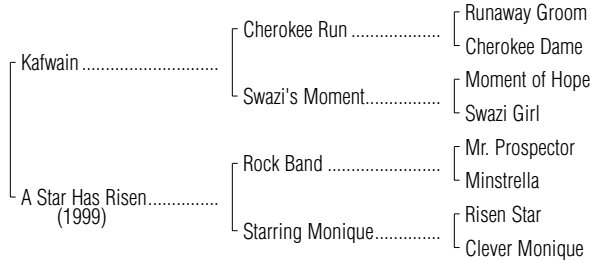 Runaway Groom
Cherokee Run ..................
Cherokee Dame
Kafwain ...........................
Moment of Hope
Swazi's Moment...............
Swazi Girl
Mr. Prospector
Rock Band ......................
Minstrella
A Star Has Risen..............
(1999)
Risen Star
Starring Monique.............
Clever Monique